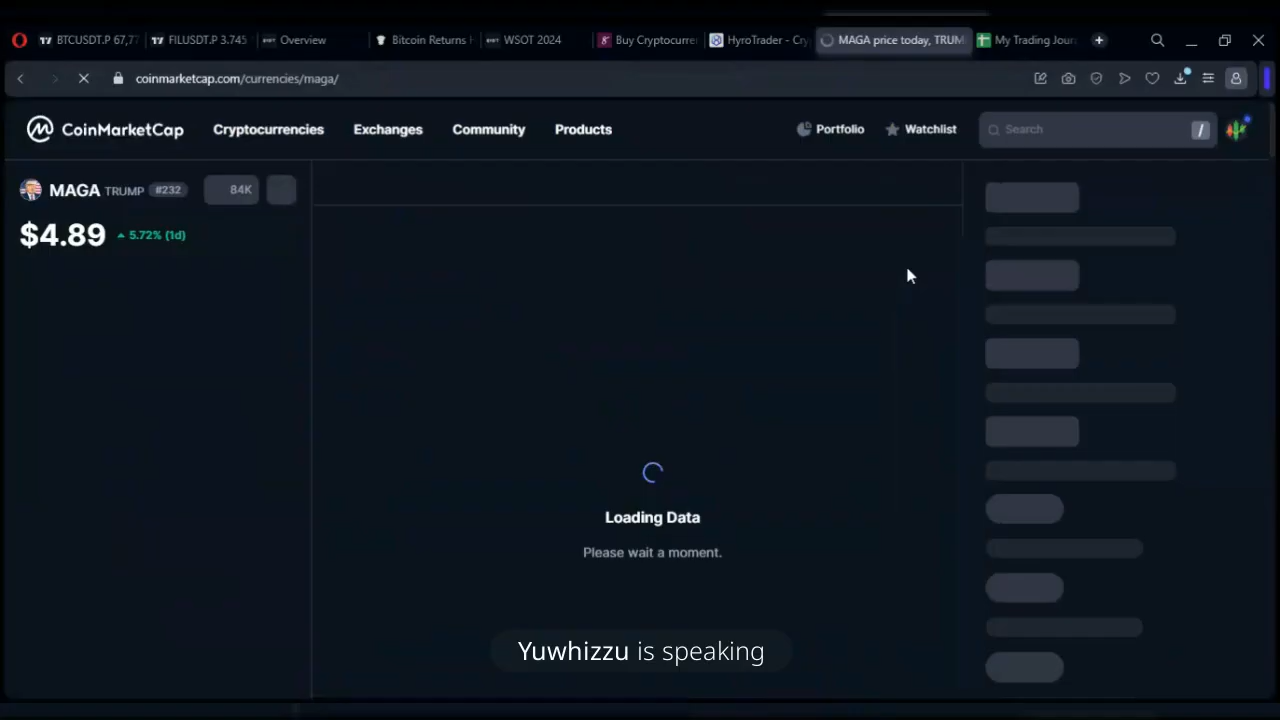 BTCUSDT.P 67,77
FILUSDT.P 3.745
Overview
Bitcoin Returns H
WSOT 2024
Buy Cryptocurre
HyroTrader - Cry
MAGA price today, TRUM
My Trading Jour
coinmarketcap.com/currencies/maga/
CoinMarketCap
Cryptocurrencies
Exchanges
Community
Products
Portfolio
Watchlist
Search
/
MAGA TRUMP #232
84K
$4.89
5.72% (1d)
Loading Data
Please wait a moment.
Yuwhizzu is speaking